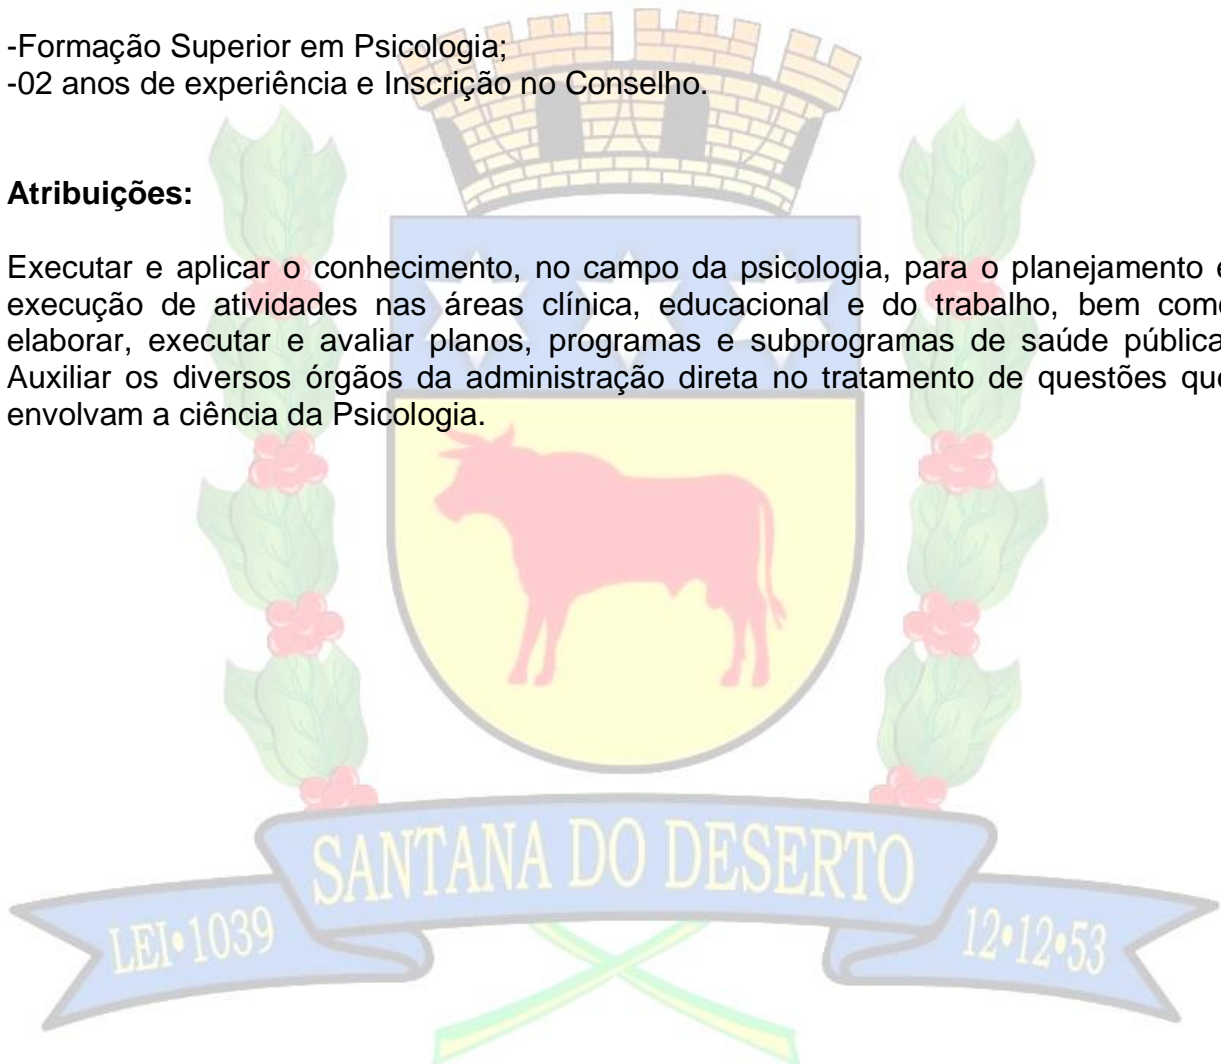 -Formação Superior em Psicologia;
-02 anos de experiência e Inscrição no Conselho.
Atribuições:
Executar e aplicar o conhecimento, no campo da psicologia, para o planejamento e
execução de atividades nas áreas clínica, educacional e do trabalho, bem como
elaborar, executar e avaliar planos, programas e subprogramas de saúde pública
Auxiliar os diversos órgãos da administração direta no tratamento de questões que
envolvam a ciência da Psicologia.
SANTANA DO DESERTO
LEI•1039
12•12•53